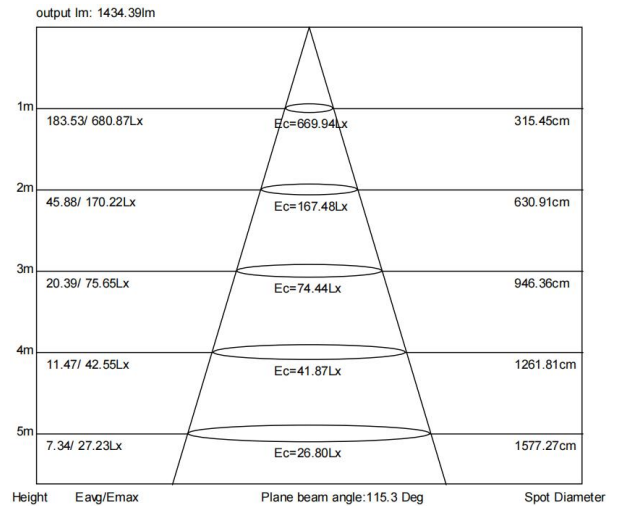 output lm: 1434.39lm
1m
183.53/ 680.87Lx
Ec=669.94Lx
315.45cm
2m
45.88/ 170.22Lx
Ec=167.48Lx
630.91cm
3m
20.39/ 75.65Lx
Ec=74.44Lx
946.36cm
4m
11.47/ 42.55Lx
Ec=41.87Lx
1261.81cm
5m
7.34/ 27.23Lx
Ec=26.80Lx
1577.27cm
Height Eavg/Emax Plane beam angle:115.3 Deg Spot Diameter